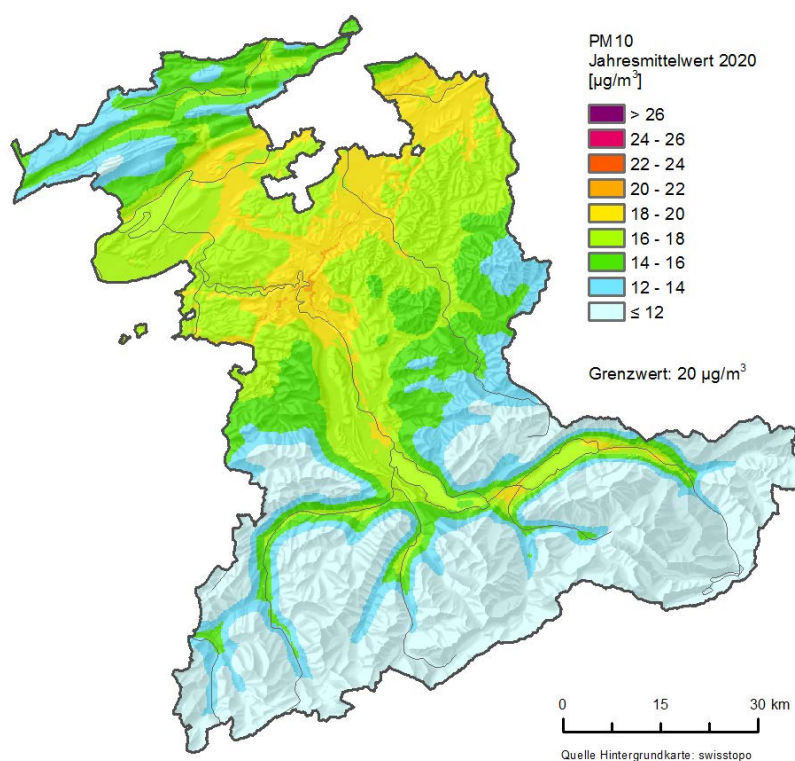 PM10
Jahresmittelwert 2020
[µg/m³]
> 26
24 - 26
22 - 24
20 - 22
18 - 20
16 - 18
14 - 16
12 - 14
≤ 12
Grenzwert: 20 µg/m³
0 15 30 km
Quelle Hintergrundkarte: swisstopo